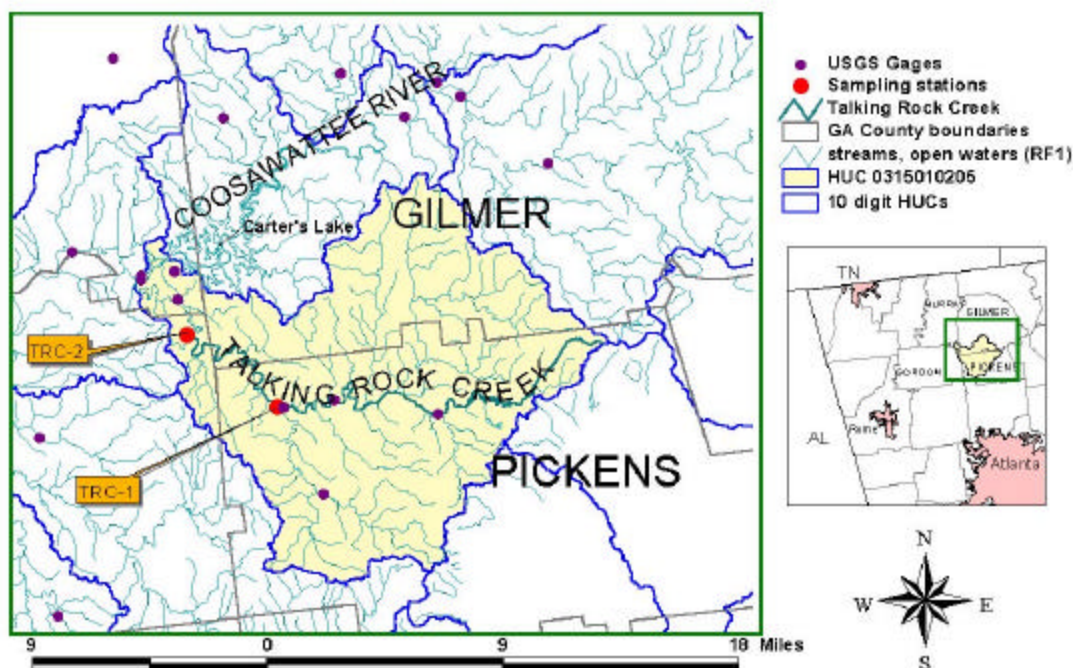 COOSAWATTEE RIVER
GILMER
Carter's Lake
TRC-2
TALKING ROCK CREEK
TRC-1
PICKENS
9 0 9 18 Miles
USGS Gages
Sampling stations
Talking Rock Creek
GA County boundaries
streams, open waters (RF1)
HUC 0315010205
10 digit HUCs
TN
MURRAY
GILMER
GORDON
PICKENS
Rome
AL
Atlanta
N
W E
S